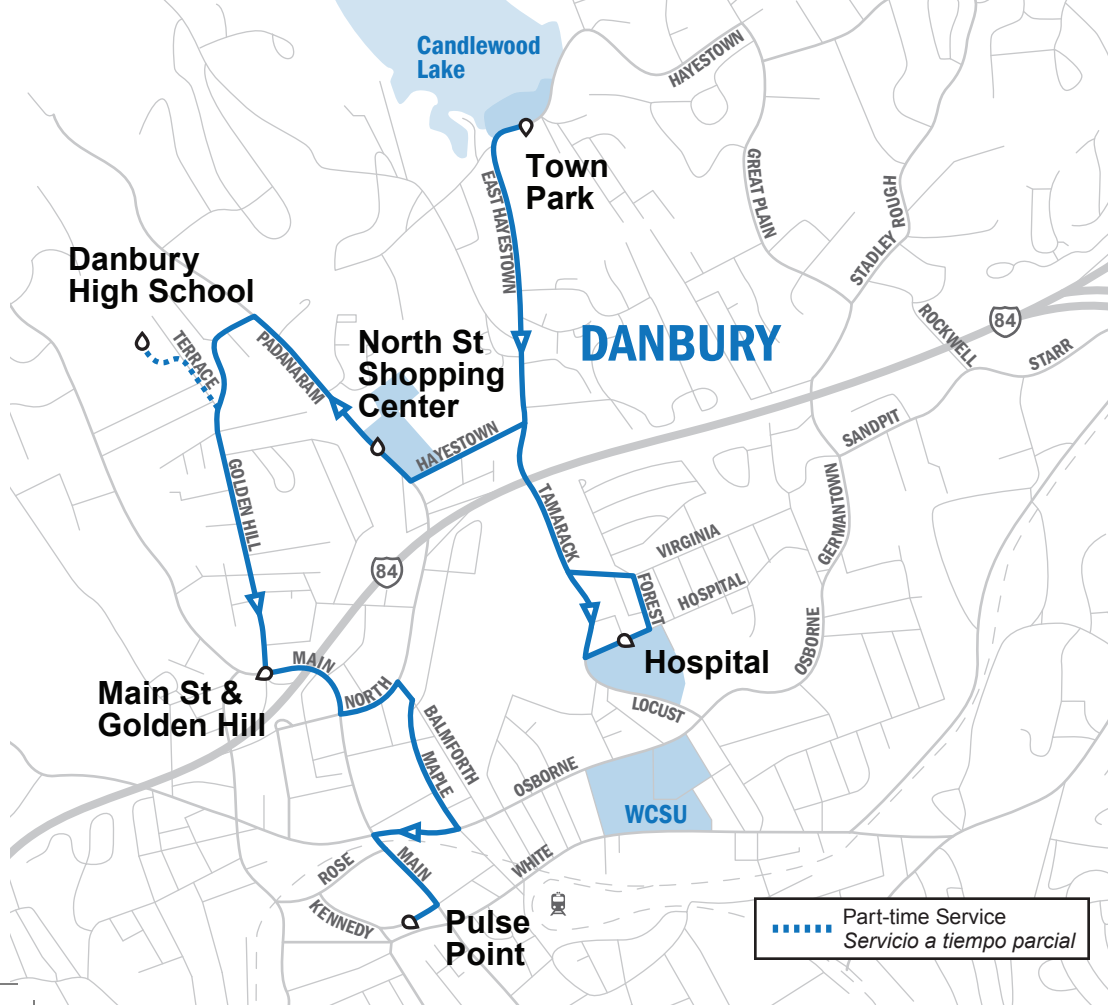 Candlewood
Lake
HAYESTOWN
Town
Park
EAST HAYESTOWN
GREAT PLAIN
STADLEY ROUGH
Danbury
High School
TERRACE
PADANARAM
North St
Shopping
Center
DANBURY
84
ROCKWELL
STARR
HAYESTOWN
SANDPIT
GOLDEN HILL
TAMARACK
GERMANTOWN
VIRGINIA
84
FOREST
HOSPITAL
OSBORNE
Hospital
MAIN
NORTH
Main St &
Golden Hill
LOCUST
BALMFORTH
MAPLE
OSBORNE
WCSU
ROSE
MAIN
WHITE
KENNEDY
Pulse
Point
Part-time Service
Servicio a tiempo parcial